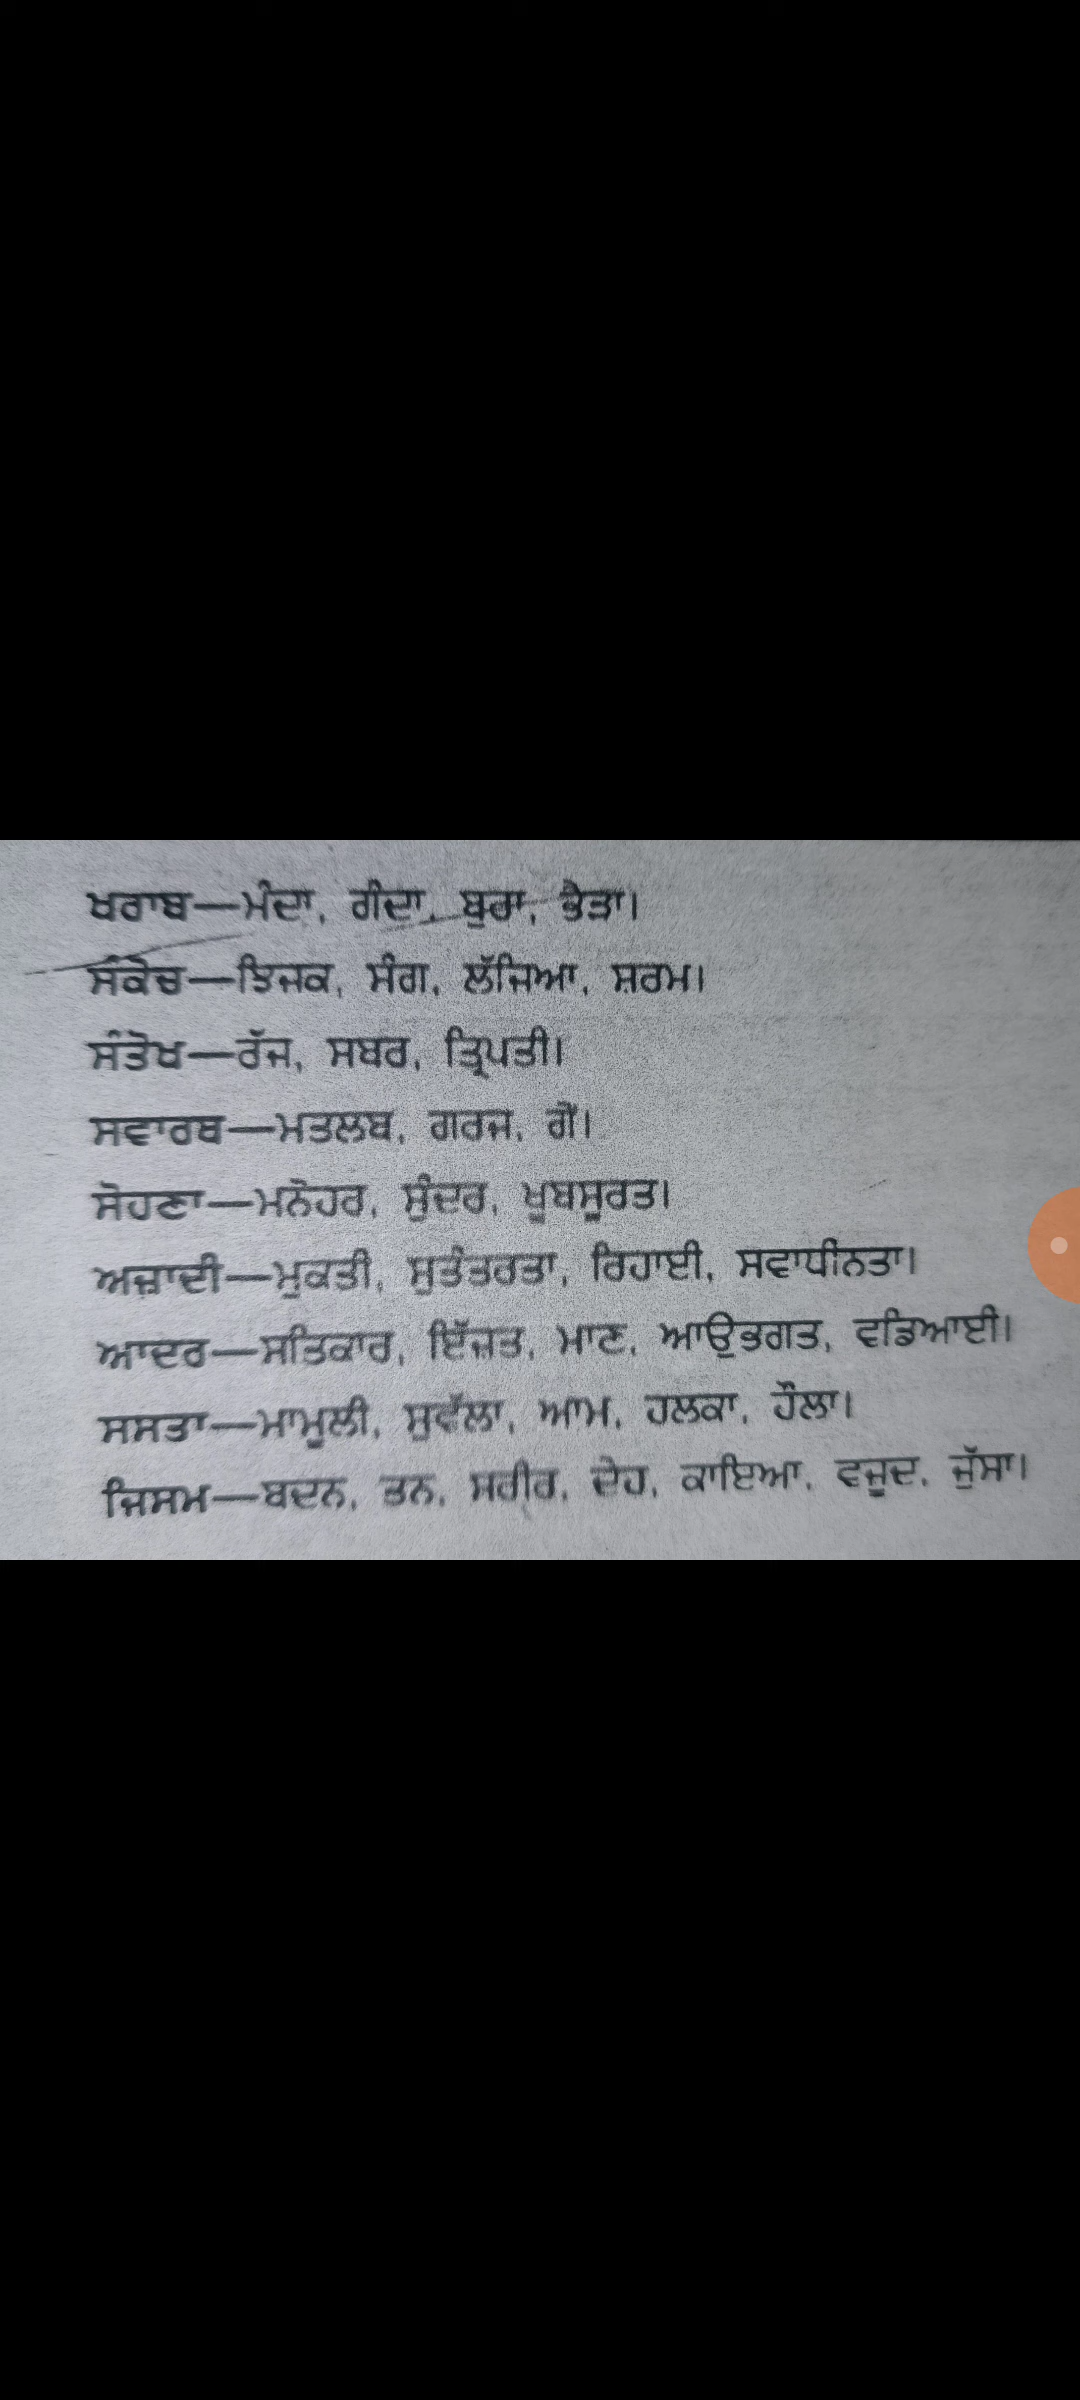 ਖਰਾਬ—ਮੰਦਾ, ਗੰਦਾ, ਬੁਰਾ, ਭੈੜਾ।
ਸੰਕੋਚ—ਝਿਜਕ, ਸੰਗ, ਲੱਜਿਆ, ਸ਼ਰਮ।
ਸੰਤੋਖ—ਰੱਜ, ਸਬਰ, ਤ੍ਰਿਪਤੀ।
ਸਵਾਰਥ—ਮਤਲਬ, ਗਰਜ, ਗੌਂ।
ਸੋਹਣਾ—ਮਨੋਹਰ, ਸੁੰਦਰ, ਖੂਬਸੂਰਤ।
ਅਜ਼ਾਦੀ—ਮੁਕਤੀ, ਸੁਤੰਤਰਤਾ, ਰਿਹਾਈ, ਸਵਾਧੀਨਤਾ।
ਆਦਰ—ਸਤਿਕਾਰ, ਇੱਜ਼ਤ, ਮਾਣ, ਆਉਭਗਤ, ਵਡਿਆਈ।
ਸਸਤਾ—ਮਾਮੂਲੀ, ਸੁਵੱਲਾ, ਆਮ, ਹਲਕਾ, ਹੌਲਾ।
ਜਿਸਮ—ਬਦਨ, ਤਨ, ਸਰੀਰ, ਦੇਹ, ਕਾਇਆ, ਵਜੂਦ, ਜੁੱਸਾ।